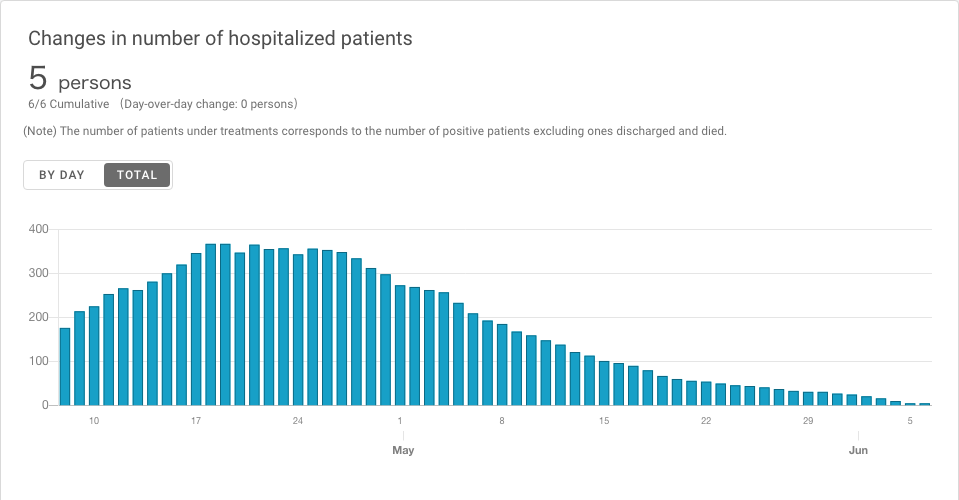 Changes in number of hospitalized patients
5 persons
6/6 Cumulative (Day-over-day change: 0 persons)
(Note) The number of patients under treatments corresponds to the number of positive patients excluding ones discharged and died.
BY DAY TOTAL
400
300
200
100
0
10 17 24 1 8 15 22 29 5
May Jun